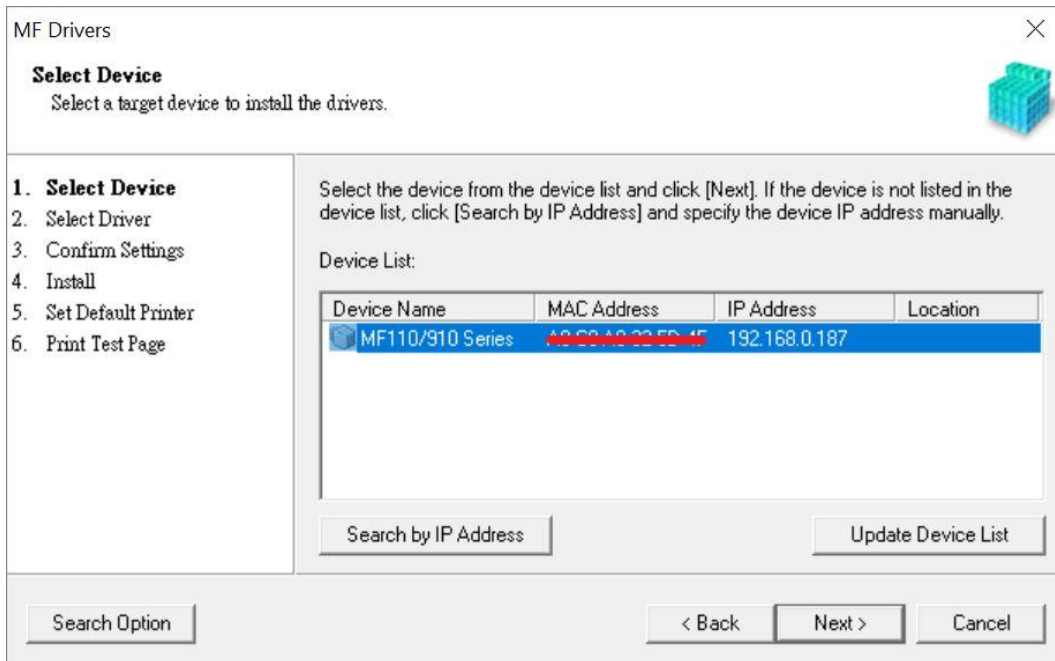 MF Drivers
Select Device
Select a target device to install the drivers.
1. Select Device
2. Select Driver
3. Confirm Settings
4. Install
5. Set Default Printer
6. Print Test Page
Select the device from the device list and click [Next]. If the device is not listed in the
device list, click [Search by IP Address] and specify the device IP address manually.
Device List:
Device Name MAC Address IP Address Location
MF110/910 Series 192.168.0.187
Search by IP Address Update Device List
Search Option < Back Next > Cancel